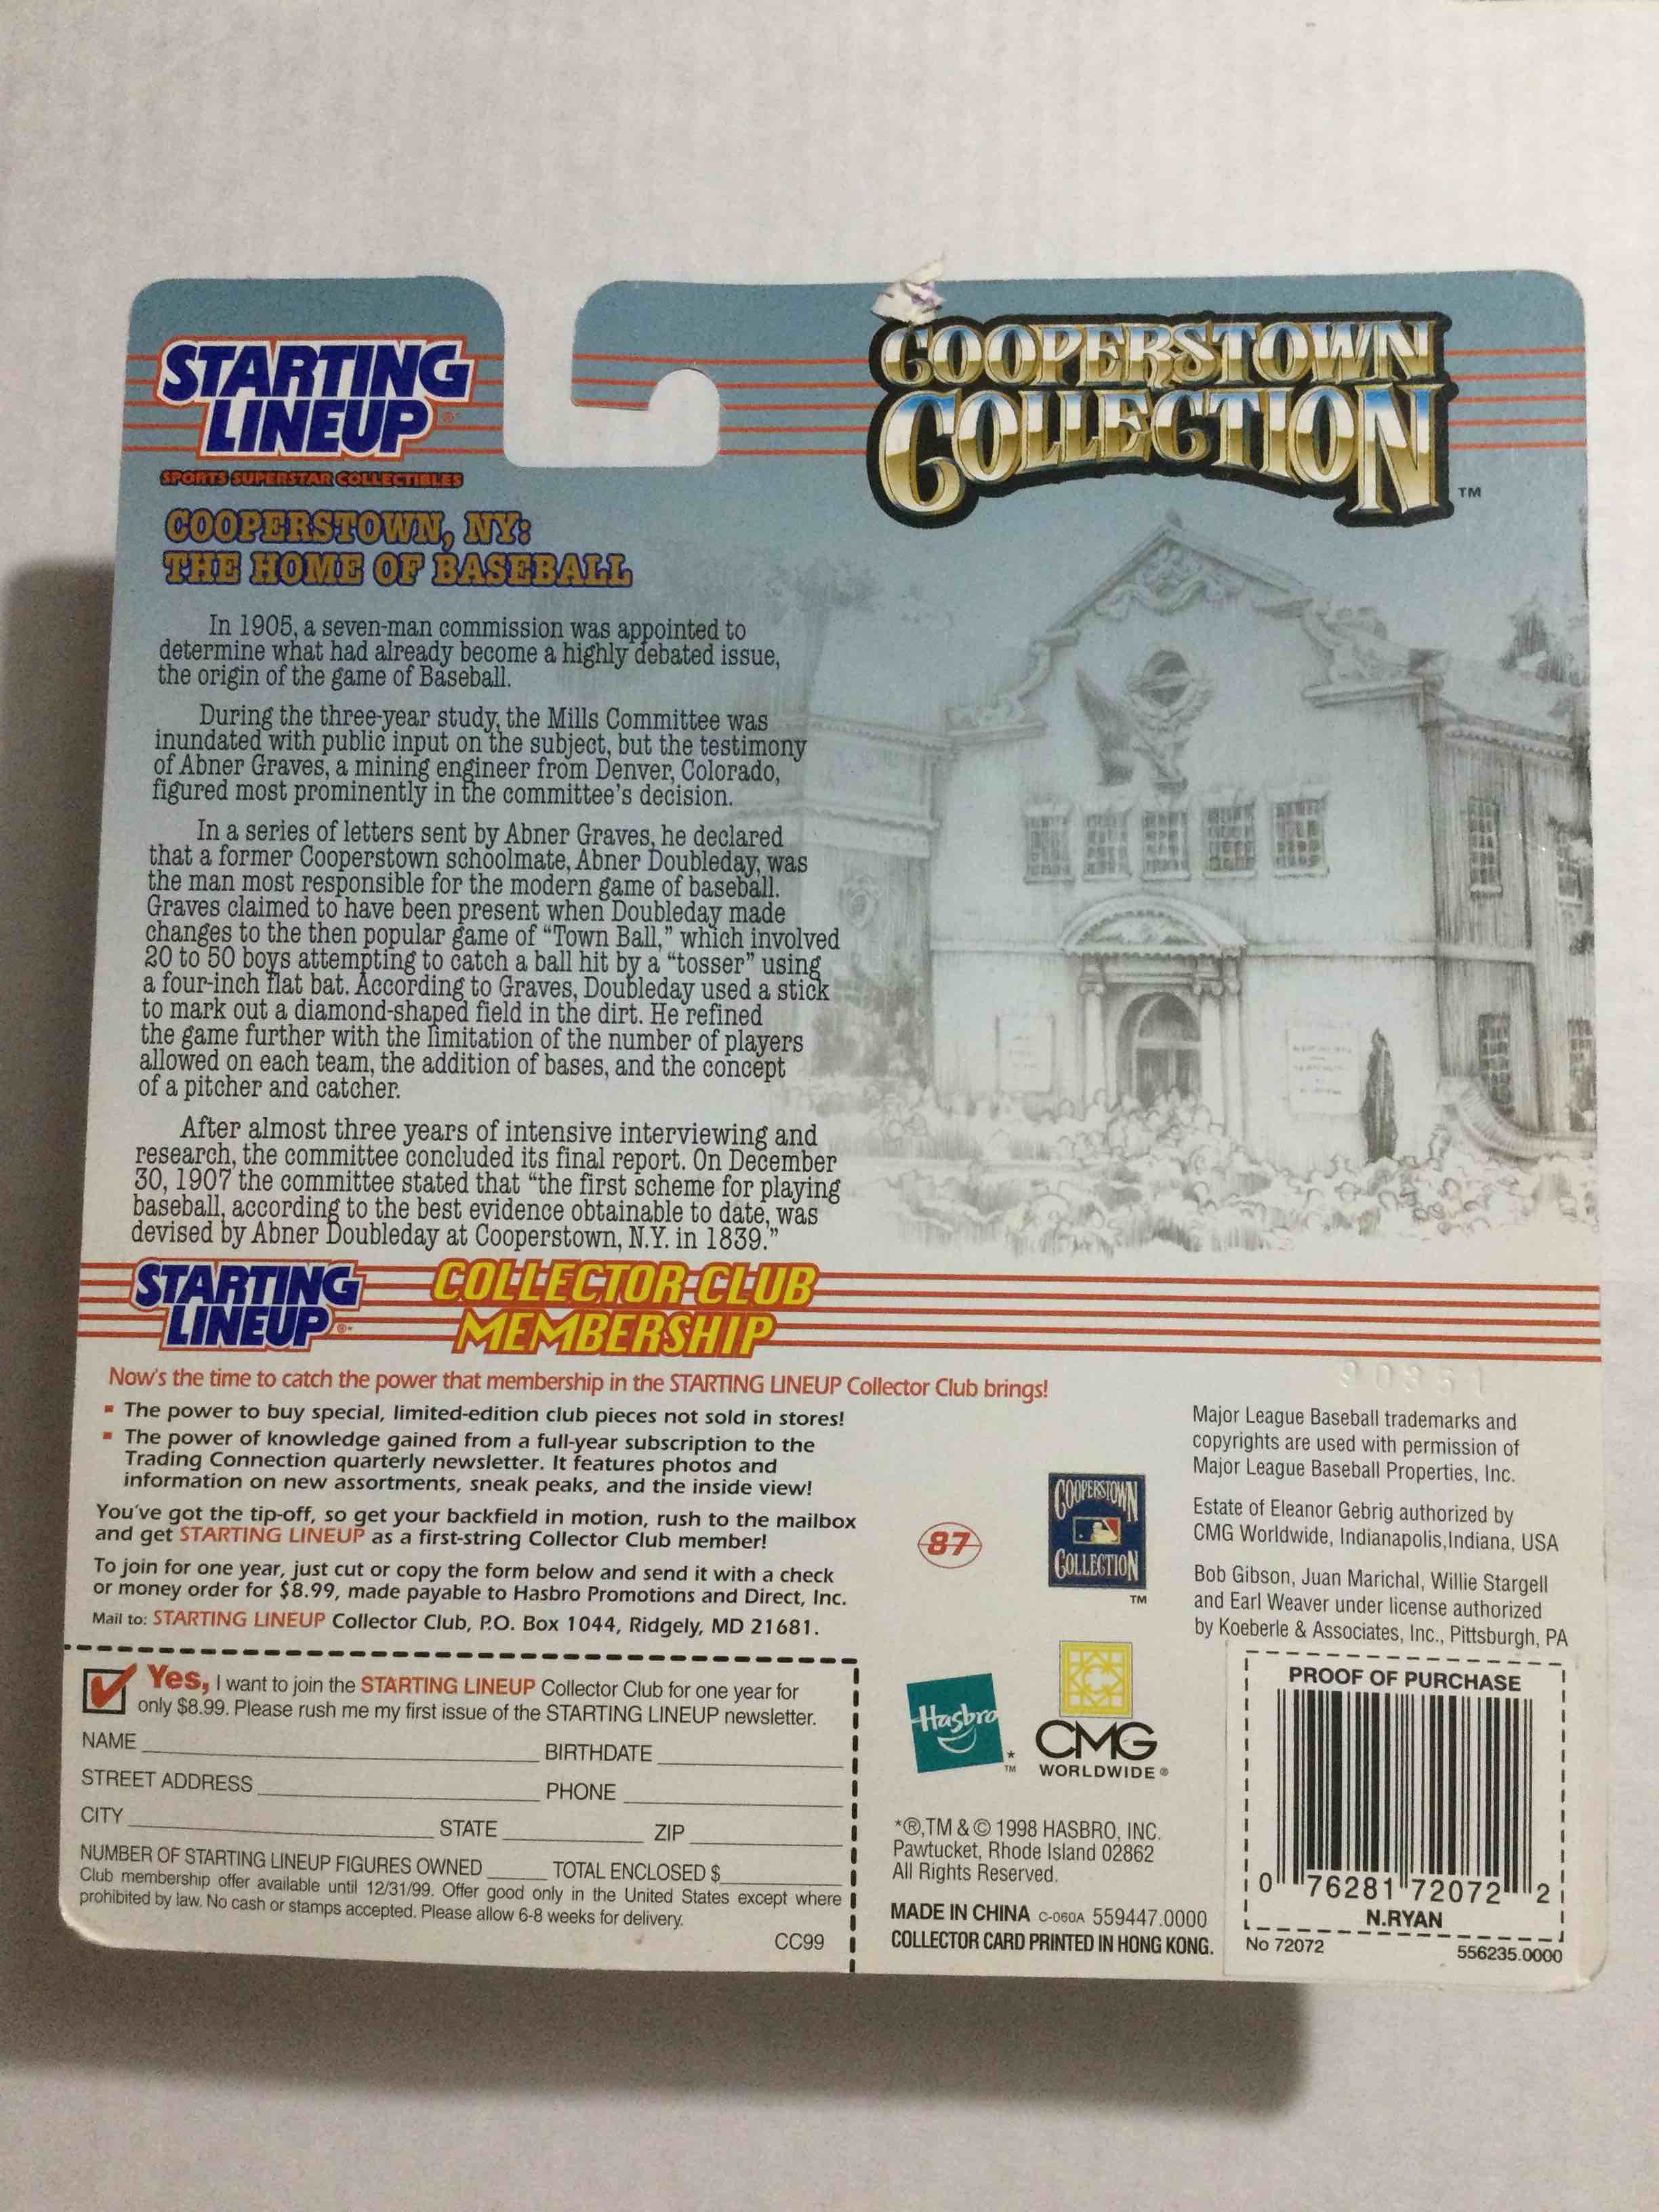 STARTING
LINEUP®*
SPORTS SUPERSTAR COLLECTIBLES
COOPERSTOWN
COLLECTION
TM
COOPERSTOWN, NY:
THE HOME OF BASEBALL
In 1905, a seven-man commission was appointed to
determine what had already become a highly debated issue,
the origin of the game of Baseball.
During the three-year study, the Mills Committee was
inundated with public input on the subject, but the testimony
of Abner Graves, a mining engineer from Denver, Colorado,
figured most prominently in the committee's decision.
In a series of letters sent by Abner Graves, he declared
that a former Cooperstown schoolmate, Abner Doubleday, was
the man most responsible for the modern game of baseball.
Graves claimed to have been present when Doubleday made
changes to the then popular game of “Town Ball,” which involved
20 to 50 boys attempting to catch a ball hit by a “tosser” using
a four-inch flat bat. According to Graves, Doubleday used a stick
to mark out a diamond-shaped field in the dirt. He refined
the game further with the limitation of the number of players
allowed on each team, the addition of bases, and the concept
of a pitcher and catcher.
After almost three years of intensive interviewing and
research, the committee concluded its final report. On December
30, 1907 the committee stated that “the first scheme for playing
baseball, according to the best evidence obtainable to date, was
devised by Abner Doubleday at Cooperstown, N.Y. in 1839.”
STARTING
LINEUP®*
COLLECTOR CLUB
MEMBERSHIP
Now's the time to catch the power that membership in the STARTING LINEUP Collector Club brings!
▪ The power to buy special, limited-edition club pieces not sold in stores!
▪ The power of knowledge gained from a full-year subscription to the
Trading Connection quarterly newsletter. It features photos and
information on new assortments, sneak peaks, and the inside view!
You've got the tip-off, so get your backfield in motion, rush to the mailbox
and get STARTING LINEUP as a first-string Collector Club member!
To join for one year, just cut or copy the form below and send it with a check
or money order for $8.99, made payable to Hasbro Promotions and Direct, Inc.
Mail to: STARTING LINEUP Collector Club, P.O. Box 1044, Ridgely, MD 21681.
Yes, I want to join the STARTING LINEUP Collector Club for one year for
only $8.99. Please rush me my first issue of the STARTING LINEUP newsletter.
NAME BIRTHDATE
STREET ADDRESS PHONE
CITY STATE ZIP
NUMBER OF STARTING LINEUP FIGURES OWNED TOTAL ENCLOSED $
Club membership offer available until 12/31/99. Offer good only in the United States except where
prohibited by law. No cash or stamps accepted. Please allow 6-8 weeks for delivery.
CC99
87
COOPERSTOWN
COLLECTION
TM
Hasbro
*
TM
CMG
WORLDWIDE®
*®,TM & © 1998 HASBRO, INC.
Pawtucket, Rhode Island 02862
All Rights Reserved.
MADE IN CHINA C-060A 559447.0000
COLLECTOR CARD PRINTED IN HONG KONG.
90351
Major League Baseball trademarks and
copyrights are used with permission of
Major League Baseball Properties, Inc.
Estate of Eleanor Gebrig authorized by
CMG Worldwide, Indianapolis,Indiana, USA
Bob Gibson, Juan Marichal, Willie Stargell
and Earl Weaver under license authorized
by Koeberle & Associates, Inc., Pittsburgh, PA
PROOF OF PURCHASE
0 76281 72072 2
N.RYAN
No 72072 556235.0000